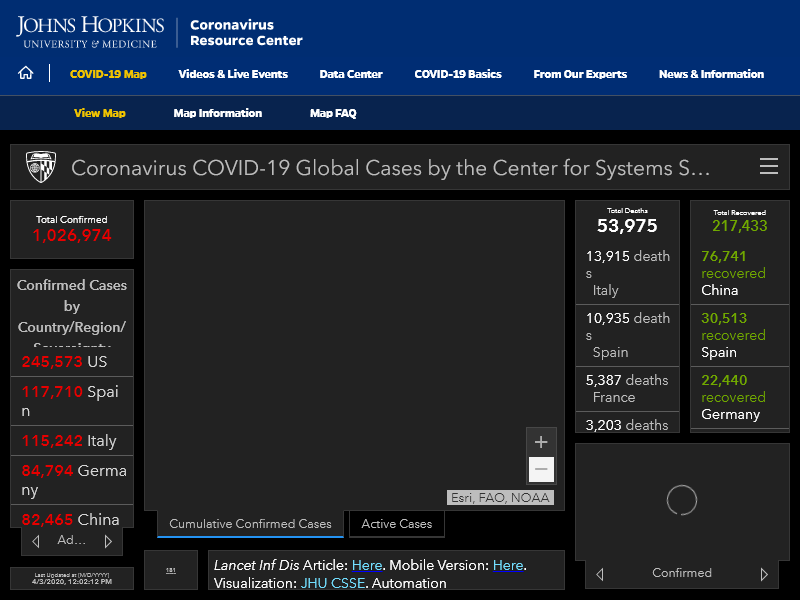 JOHNS HOPKINS
UNIVERSITY & MEDICINE
Coronavirus
Resource Center
COVID-19 Map
Videos & Live Events
Data Center
COVID-19 Basics
From Our Experts
News & Information
View Map
Map Information
Map FAQ
Coronavirus COVID-19 Global Cases by the Center for Systems S...
Total Confirmed
1,026,974
Confirmed Cases
by
Country/Region/
Sovereignty
245,573 US
117,710 Spai
n
115,242 Italy
84,794 Germa
ny
82,465 China
Ad...
Last Updated at (M/D/YYYY)
4/3/2020, 12:02:12 PM
Esri, FAO, NOAA
Cumulative Confirmed Cases
Active Cases
181
Lancet Inf Dis Article: Here. Mobile Version: Here.
Visualization: JHU CSSE. Automation
Total Deaths
53,975
13,915 death
s
Italy
10,935 death
s
Spain
5,387 deaths
France
3,203 deaths
Total Recovered
217,433
76,741
recovered
China
30,513
recovered
Spain
22,440
recovered
Germany
Confirmed